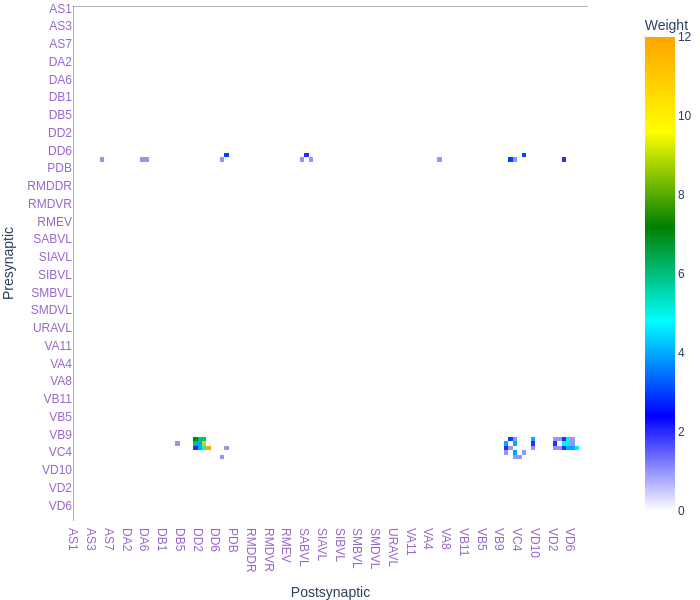 Weight
12
10
8
6
4
2
0
Presynaptic
AS1
AS3
AS7
DA2
DA6
DB1
DB5
DD2
DD6
PDB
RMDDR
RMDVR
RMEV
SABVL
SIAVL
SIBVL
SMBVL
SMDVL
URAVL
VA11
VA4
VA8
VB11
VB5
VB9
VC4
VD10
VD2
VD6
AS1
AS3
AS7
DA2
DA6
DB1
DB5
DD2
DD6
PDB
RMDDR
RMDVR
RMEV
SABVL
SIAVL
SIBVL
SMBVL
SMDVL
URAVL
VA11
VA4
VA8
VB11
VB5
VB9
VC4
VD10
VD2
VD6
Postsynaptic